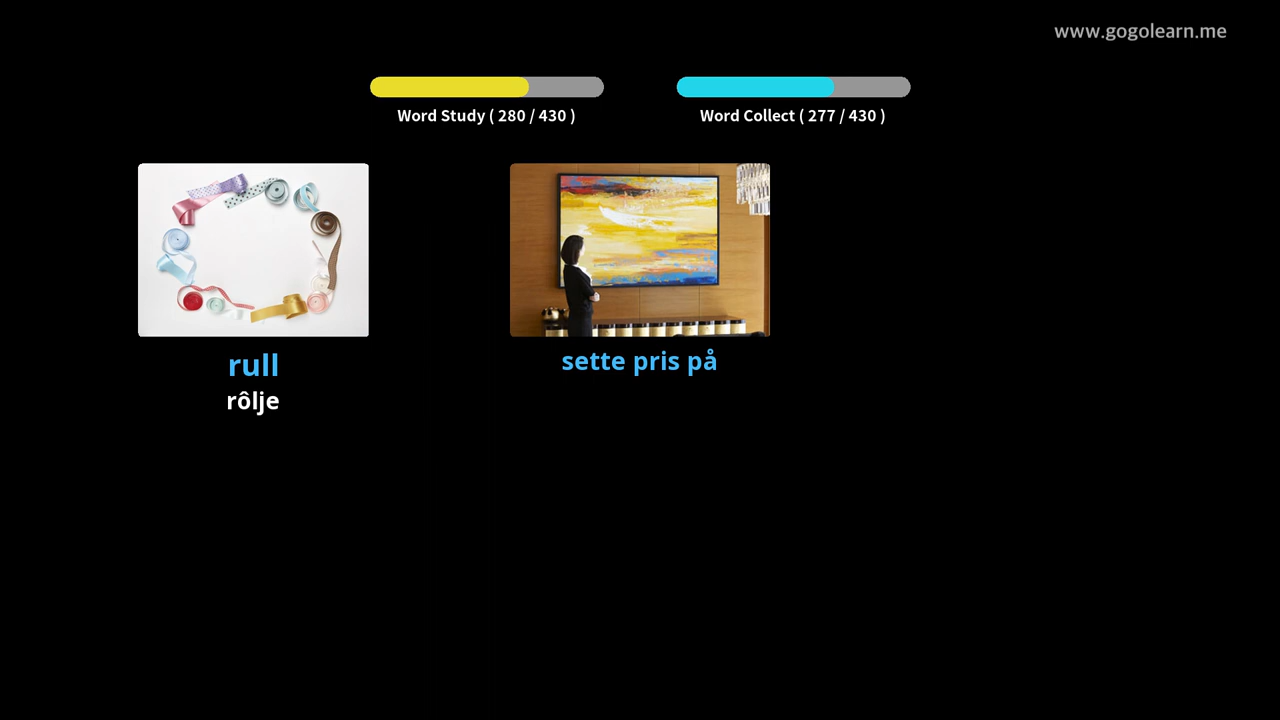 www.gogolearn.me
Word Study ( 280 / 430 )
Word Collect ( 277 / 430 )
rull
rôlje
sette pris på